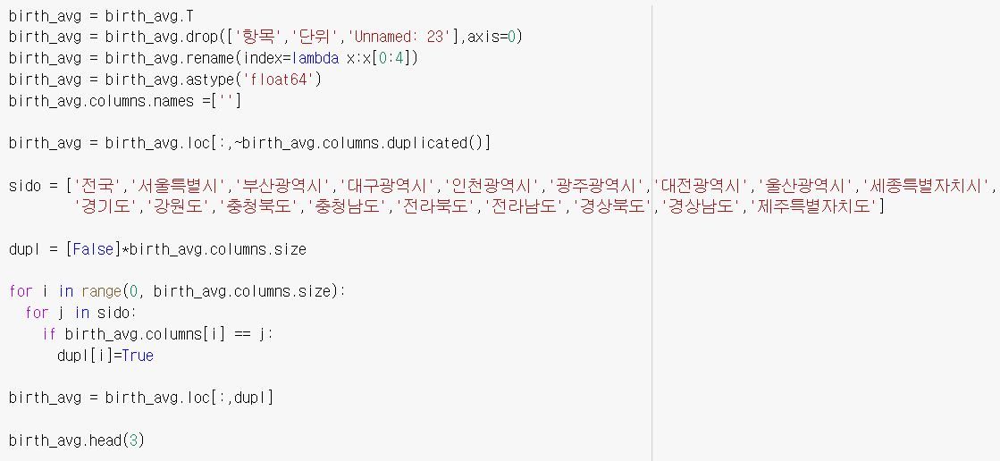 birth_avg = birth_avg.T
birth_avg = birth_avg.drop(['항목','단위','Unnamed: 23'],axis=0)
birth_avg = birth_avg.rename(index=lambda x:x[0:4])
birth_avg = birth_avg.astype('float64')
birth_avg.columns.names =['']
birth_avg = birth_avg.loc[:,~birth_avg.columns.duplicated()]
sido = ['전국','서울특별시','부산광역시','대구광역시','인천광역시','광주광역시','대전광역시','울산광역시','세종특별자치시',
'경기도','강원도','충청북도','충청남도','전라북도','전라남도','경상북도','경상남도','제주특별자치도']
dupl = [False]*birth_avg.columns.size
for i in range(0, birth_avg.columns.size):
for j in sido:
if birth_avg.columns[i] == j:
dupl[i]=True
birth_avg = birth_avg.loc[:,dupl]
birth_avg.head(3)